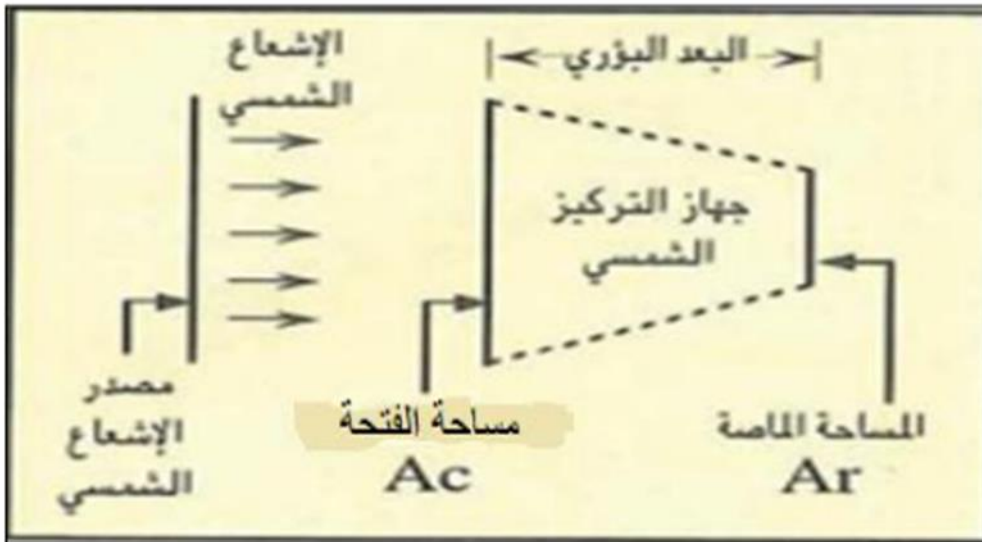 الإشعاع
الشمسي
البعد البؤري
جهاز التركيز
الشمسي
مصدر
الإشعاع
الشمسي
مساحة الفتحة
Ac
المساحة الماصة
Ar